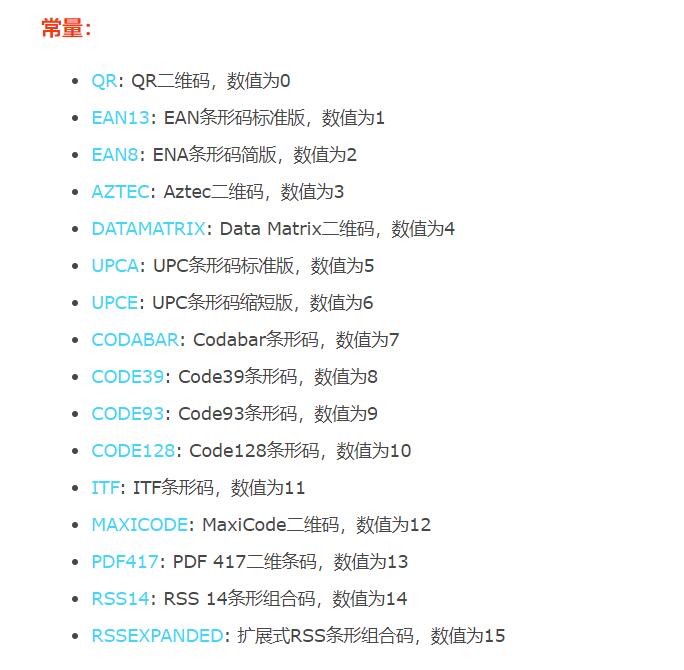 常量：
QR: QR二维码，数值为0
EAN13: EAN条形码标准版，数值为1
EAN8: ENA条形码简版，数值为2
AZTEC: Aztec二维码，数值为3
DATAMATRIX: Data Matrix二维码，数值为4
UPCA: UPC条形码标准版，数值为5
UPCE: UPC条形码缩短版，数值为6
CODABAR: Codabar条形码，数值为7
CODE39: Code39条形码，数值为8
CODE93: Code93条形码，数值为9
CODE128: Code128条形码，数值为10
ITF: ITF条形码，数值为11
MAXICODE: MaxiCode二维码，数值为12
PDF417: PDF 417二维条码，数值为13
RSS14: RSS 14条形组合码，数值为14
RSSEXPANDED: 扩展式RSS条形组合码，数值为15